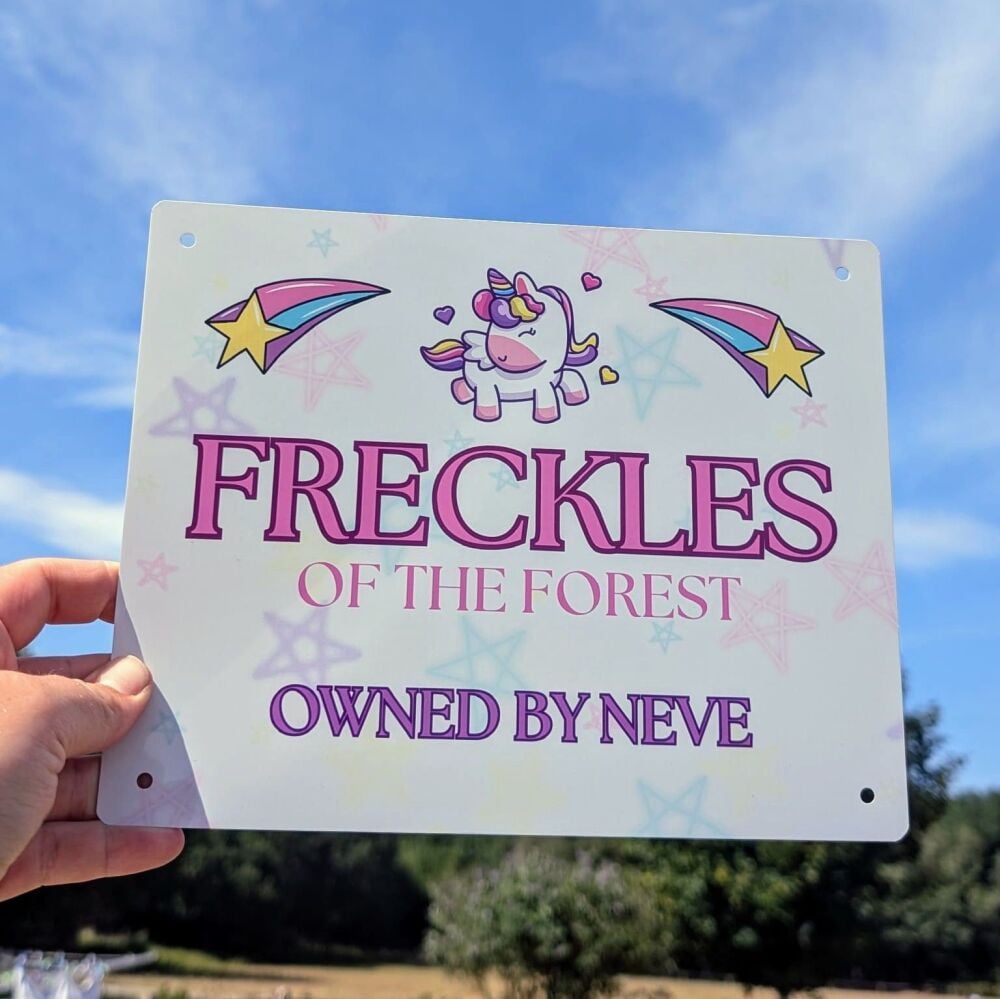 FRECKLES
OF THE FOREST
OWNED BY NEVE